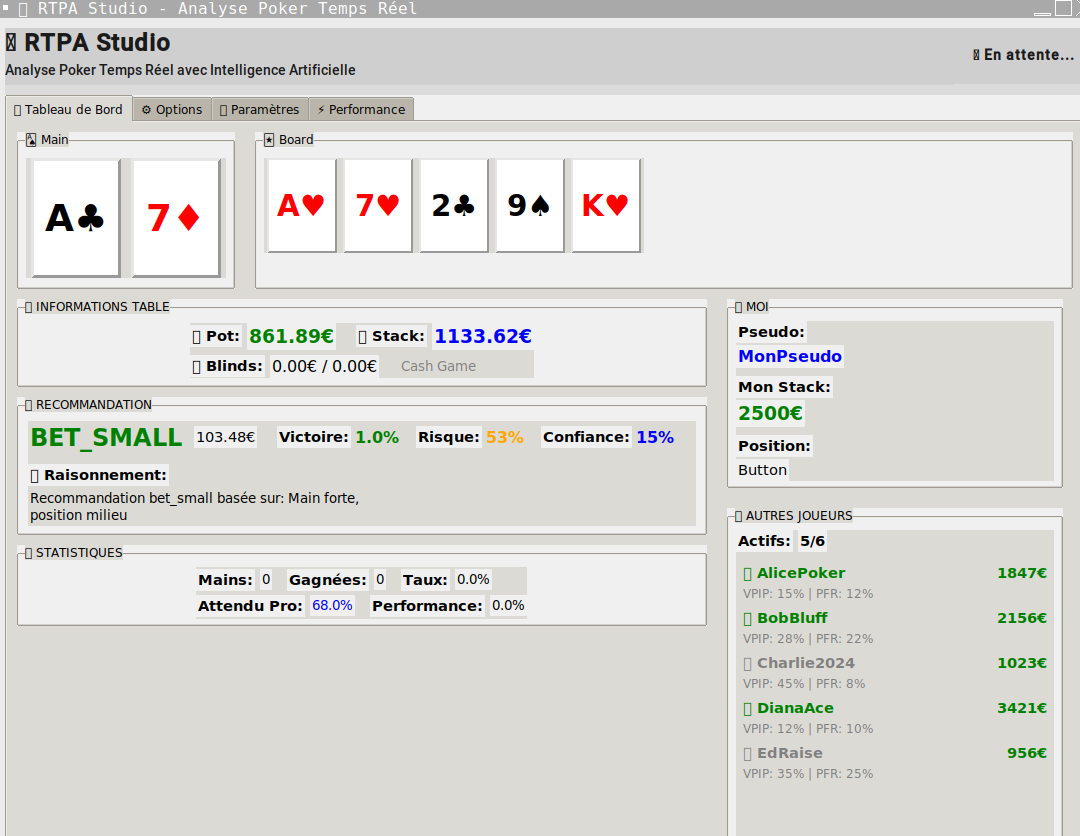 RTPA Studio - Analyse Poker Temps Réel
RTPA Studio
Analyse Poker Temps Réel avec Intelligence Artificielle
En attente...
Tableau de Bord
⚙ Options
Paramètres
⚡ Performance
Main
A♣
7♦
Board
A♥
7♥
2♣
9♠
K♥
INFORMATIONS TABLE
Pot: 861.89€ Stack: 1133.62€
Blinds: 0.00€ / 0.00€ Cash Game
RECOMMANDATION
BET_SMALL 103.48€ Victoire: 1.0% Risque: 53% Confiance: 15%
Raisonnement:
Recommandation bet_small basée sur: Main forte,
position milieu
STATISTIQUES
Mains: 0 Gagnées: 0 Taux: 0.0%
Attendu Pro: 68.0% Performance: 0.0%
MOI
Pseudo:
MonPseudo
Mon Stack:
2500€
Position:
Button
AUTRES JOUEURS
Actifs: 5/6
AlicePoker 1847€
VPIP: 15% | PFR: 12%
BobBluff 2156€
VPIP: 28% | PFR: 22%
Charlie2024 1023€
VPIP: 45% | PFR: 8%
DianaAce 3421€
VPIP: 12% | PFR: 10%
EdRaise 956€
VPIP: 35% | PFR: 25%